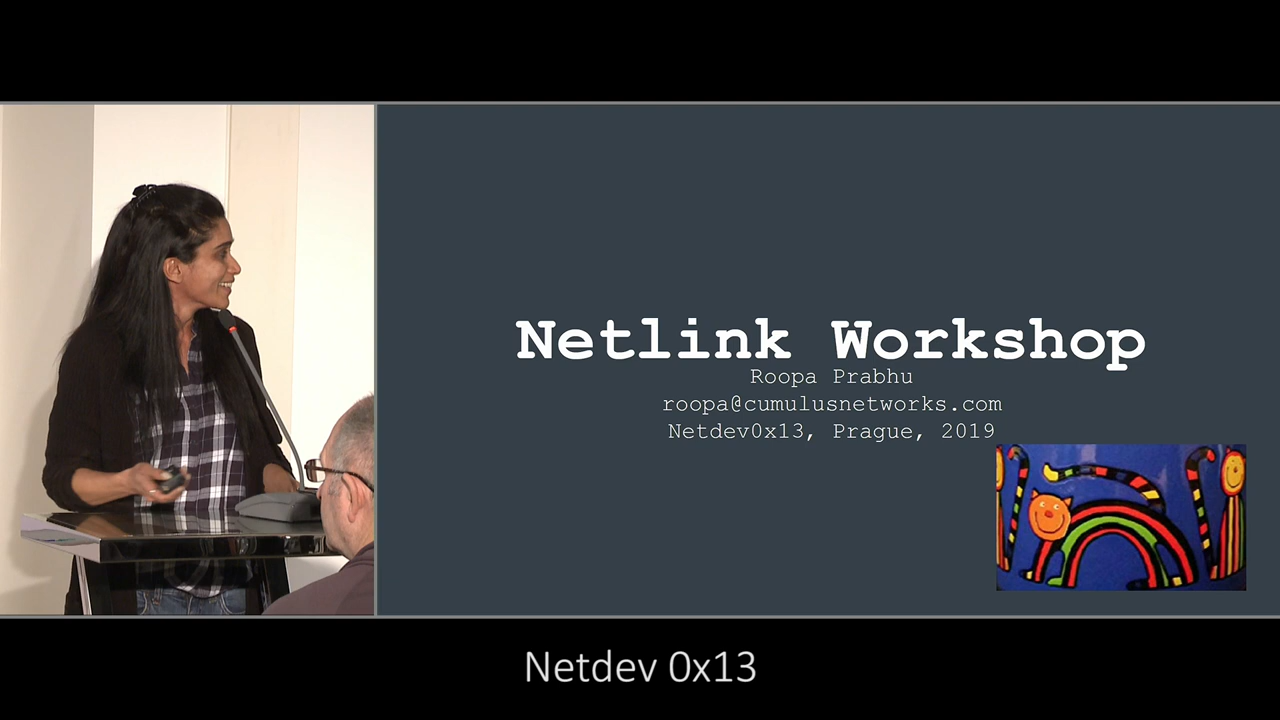 Netlink Workshop
Roopa Prabhu
roopa@cumulusnetworks.com
Netdev0x13, Prague, 2019
Netdev 0x13